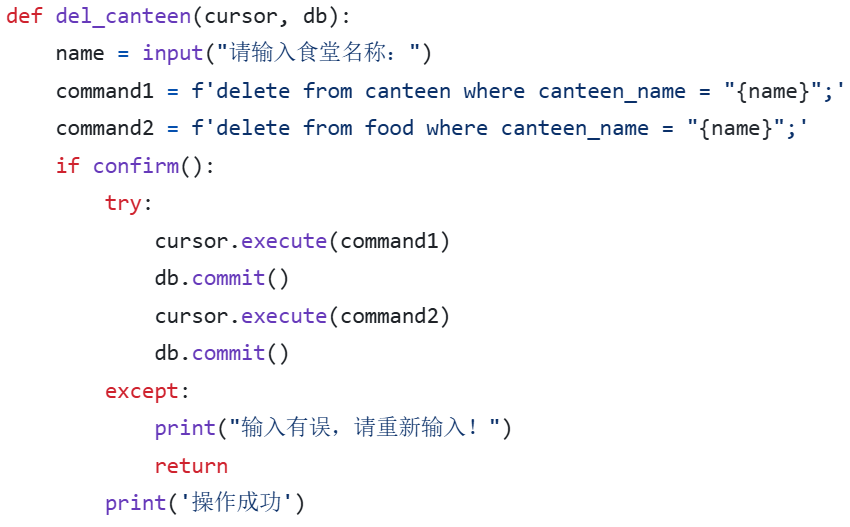 def del_canteen(cursor, db):
    name = input("请输入食堂名称：")
    command1 = f'delete from canteen where canteen_name = "{name}";'
    command2 = f'delete from food where canteen_name = "{name}";'
    if confirm():
        try:
            cursor.execute(command1)
            db.commit()
            cursor.execute(command2)
            db.commit()
        except:
            print("输入有误，请重新输入！")
            return
        print('操作成功')